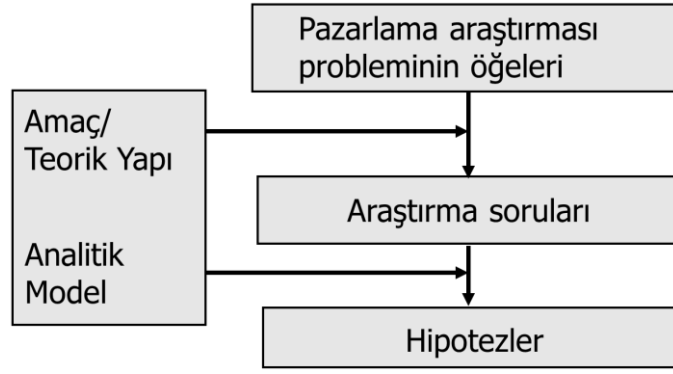 Pazarlama araştırması
probleminin öğeleri
Amaç/
Teorik Yapı
Araştırma soruları
Analitik
Model
Hipotezler